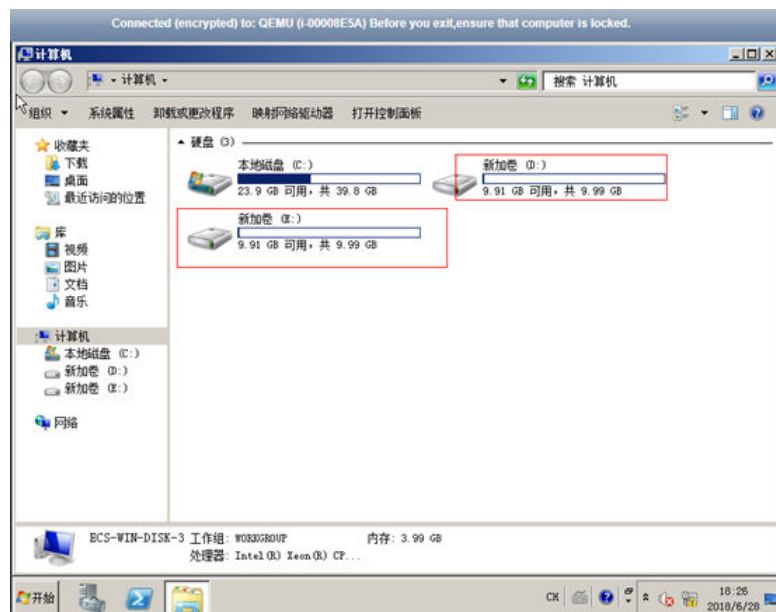 Connected (encrypted) to: QEMU (i-00008E5A) Before you exit,ensure that computer is locked.
计算机
计算机
搜索 计算机
组织 系统属性 卸载或更改程序 映射网络驱动器 打开控制面板
收藏夹
下载
桌面
最近访问的位置
库
视频
图片
文档
音乐
计算机
本地磁盘 (C:)
新加卷 (D:)
新加卷 (E:)
网络
硬盘 (3)
本地磁盘 (C:)
23.9 GB 可用，共 39.8 GB
新加卷 (D:)
9.91 GB 可用，共 9.99 GB
新加卷 (E:)
9.91 GB 可用，共 9.99 GB
ECS-WIN-DISK-3 工作组: WORKGROUP 内存: 3.99 GB
处理器: Intel(R) Xeon(R) CP...
开始
CH
18:26
2018/6/28